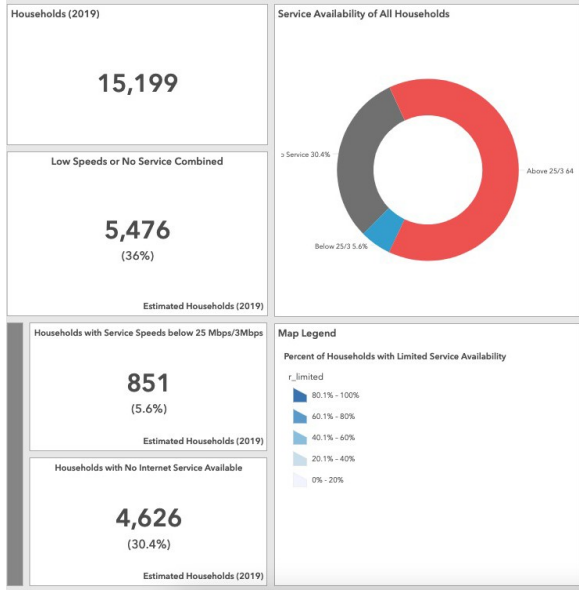 Households (2019)
15,199
Low Speeds or No Service Combined
5,476
(36%)
Estimated Households (2019)
Households with Service Speeds below 25 Mbps/3Mbps
851
(5.6%)
Estimated Households (2019)
Households with No Internet Service Available
4,626
(30.4%)
Estimated Households (2019)
Service Availability of All Households
Service 30.4%
Above 25/3 64
Below 25/3 5.6%
Map Legend
Percent of Households with Limited Service Availability
r_limited
80.1% - 100%
60.1% - 80%
40.1% - 60%
20.1% - 40%
0% - 20%